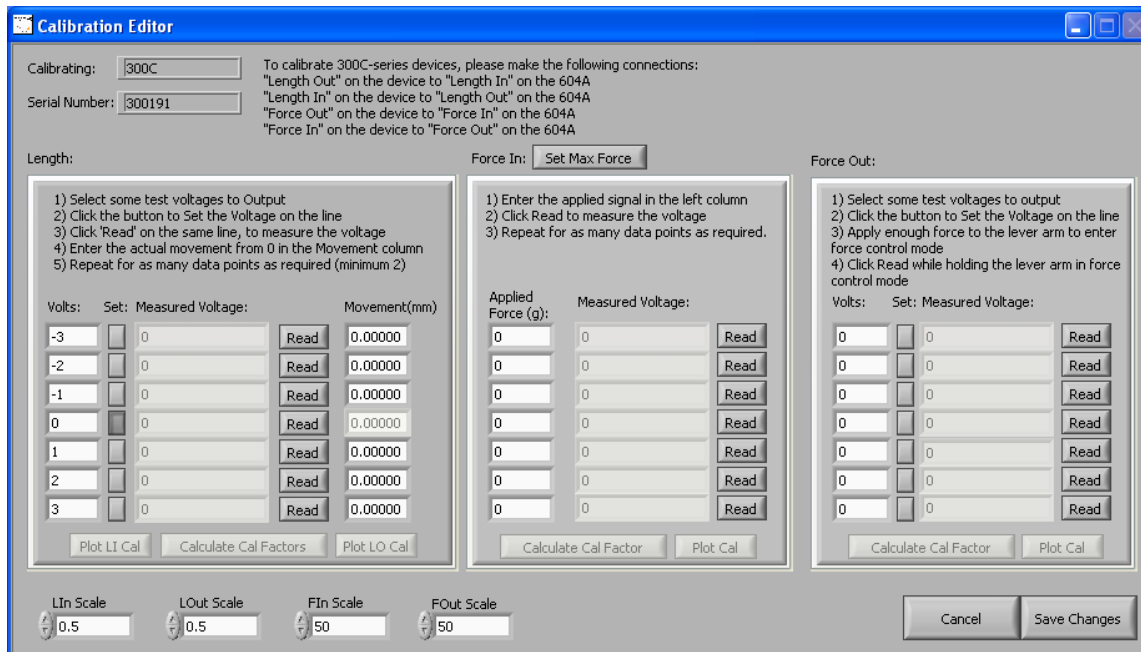 Calibration Editor
Calibrating: 300C
Serial Number: 300191
To calibrate 300C-series devices, please make the following connections:
"Length Out" on the device to "Length In" on the 604A
"Length In" on the device to "Length Out" on the 604A
"Force Out" on the device to "Force In" on the 604A
"Force In" on the device to "Force Out" on the 604A
Length:
1) Select some test voltages to Output
2) Click the button to Set the Voltage on the line
3) Click 'Read' on the same line, to measure the voltage
4) Enter the actual movement from 0 in the Movement column
5) Repeat for as many data points as required (minimum 2)
Volts: Set: Measured Voltage: Movement(mm)
-3 0 Read 0.00000
-2 0 Read 0.00000
-1 0 Read 0.00000
0 0 Read 0.00000
1 0 Read 0.00000
2 0 Read 0.00000
3 0 Read 0.00000
Plot LI Cal Calculate Cal Factors Plot LO Cal
Force In: Set Max Force
1) Enter the applied signal in the left column
2) Click Read to measure the voltage
3) Repeat for as many data points as required.
Applied
Force (g): Measured Voltage:
0 0 Read
0 0 Read
0 0 Read
0 0 Read
0 0 Read
0 0 Read
0 0 Read
Calculate Cal Factor Plot Cal
Force Out:
1) Select some test voltages to output
2) Click the button to Set the Voltage on the line
3) Apply enough force to the lever arm to enter
force control mode
4) Click Read while holding the lever arm in force
control mode
Volts: Set: Measured Voltage:
0 0 Read
0 0 Read
0 0 Read
0 0 Read
0 0 Read
0 0 Read
0 0 Read
Calculate Cal Factor Plot Cal
LIn Scale LOut Scale FIn Scale FOut Scale
0.5 0.5 50 50
Cancel Save Changes